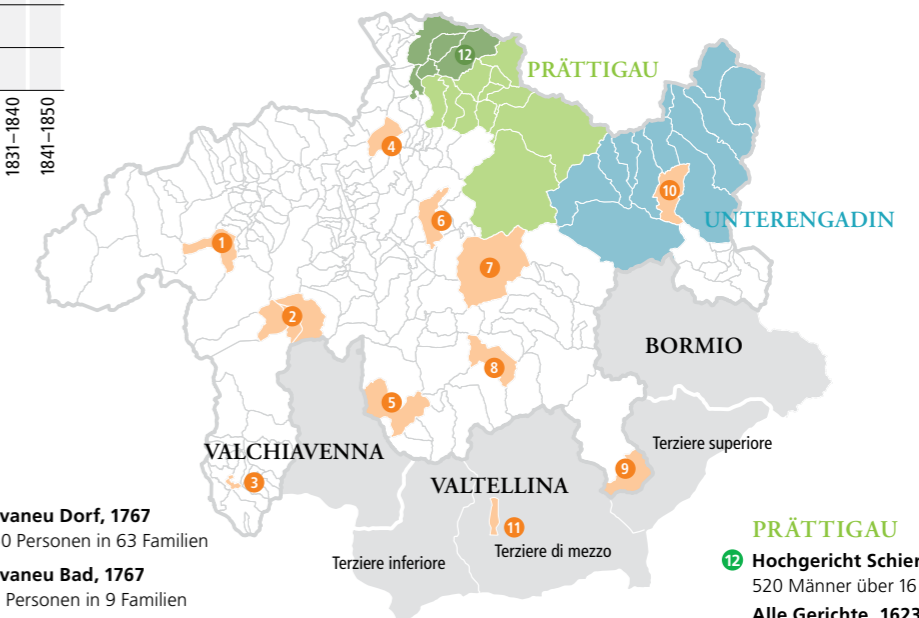 1831–1840
1841–1850
12
PRÄTTIGAU
4
10
6
UNTERENGADIN
1
7
2
BORMIO
8
5
Terziere superiore
VALCHIAVENNA
9
3
VALTELLINA
11
Terziere di mezzo
Terziere inferiore
vaneu Dorf, 1767
0 Personen in 63 Familien
vaneu Bad, 1767
Personen in 9 Familien
PRÄTTIGAU
12 Hochgericht Schier
520 Männer über 16
Alle Gerichte, 1623